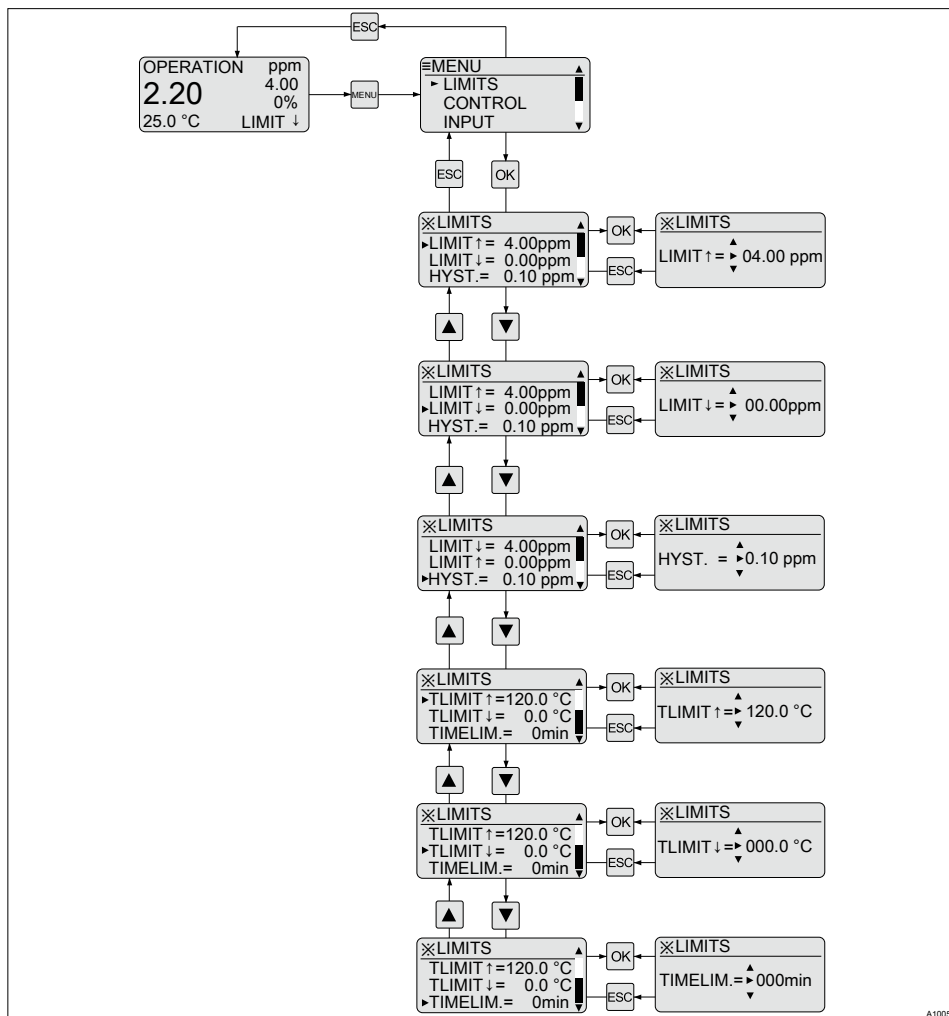 ESC
OPERATION ppm
2.20 4.00
0%
25.0 °C LIMIT ↓
MENU
≡MENU ▲
► LIMITS
CONTROL
INPUT ▼
ESC OK
※LIMITS ▲
►LIMIT↑= 4.00ppm
LIMIT↓= 0.00ppm
HYST.= 0.10 ppm ▼
OK
ESC
※LIMITS
▲
LIMIT↑= ► 04.00 ppm
▼
▲ ▼
※LIMITS ▲
LIMIT↑= 4.00ppm
►LIMIT↓= 0.00ppm
HYST.= 0.10 ppm ▼
OK
ESC
※LIMITS
▲
LIMIT↓= ► 00.00ppm
▼
▲ ▼
※LIMITS ▲
LIMIT↓= 4.00ppm
LIMIT↑= 0.00ppm
►HYST.= 0.10 ppm ▼
OK
ESC
※LIMITS
▲
HYST. = ►0.10 ppm
▼
▲ ▼
※LIMITS ▲
►TLIMIT↑=120.0 °C
TLIMIT↓= 0.0 °C
TIMELIM.= 0min ▼
OK
ESC
※LIMITS
▲
TLIMIT↑=► 120.0 °C
▼
▲ ▼
※LIMITS ▲
TLIMIT↑=120.0 °C
►TLIMIT↓= 0.0 °C
TIMELIM.= 0min ▼
OK
ESC
※LIMITS
▲
TLIMIT↓=► 000.0 °C
▼
▲ ▼
※LIMITS ▲
TLIMIT↑=120.0 °C
TLIMIT↓= 0.0 °C
►TIMELIM.= 0min ▼
OK
ESC
※LIMITS
▲
TIMELIM.=►000min
▼